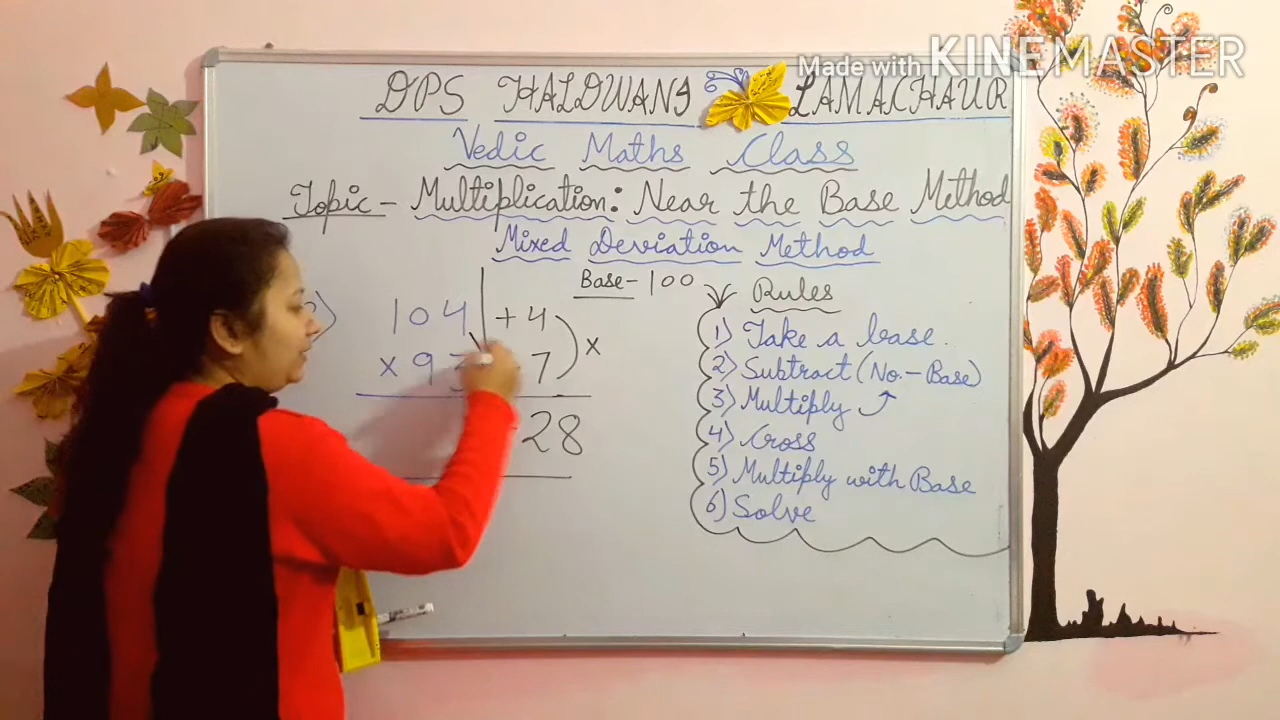 Made with KINEMASTER
DPS HALDWANI LAMACHAUR
Vedic Maths Class
Topic - Multiplication: Near the Base Method
Mixed Deviation Method
Base - 100
Rules
104 | +4
× 9 7 ) ×
28
1) Take a base.
2) Subtract (No. - Base)
3) Multiply
4) Cross
5) Multiply with Base
6) Solve